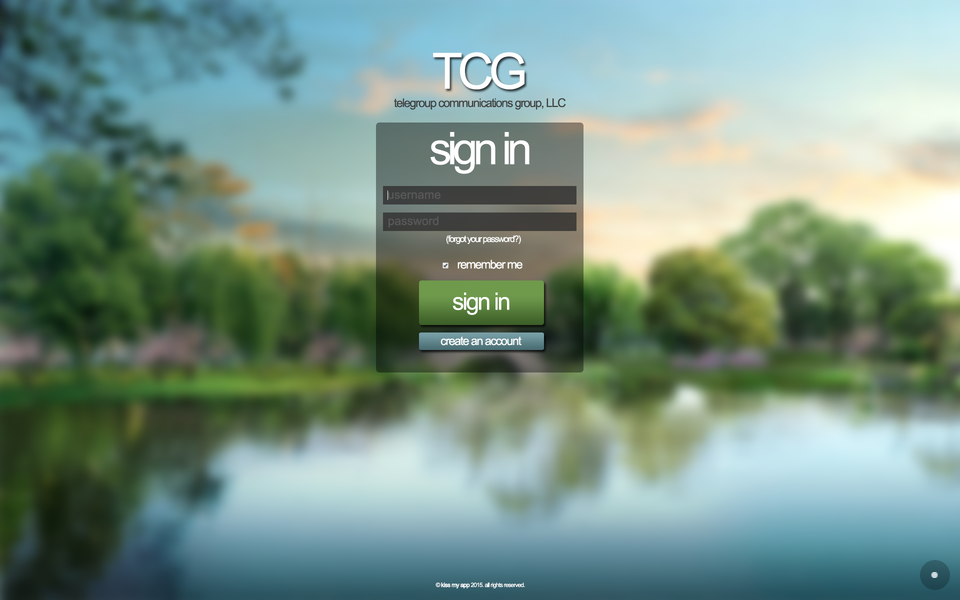 TCG
telegroup communications group, LLC
sign in
username
password
(forgot your password?)
remember me
sign in
create an account
© kiss my app 2015. all rights reserved.